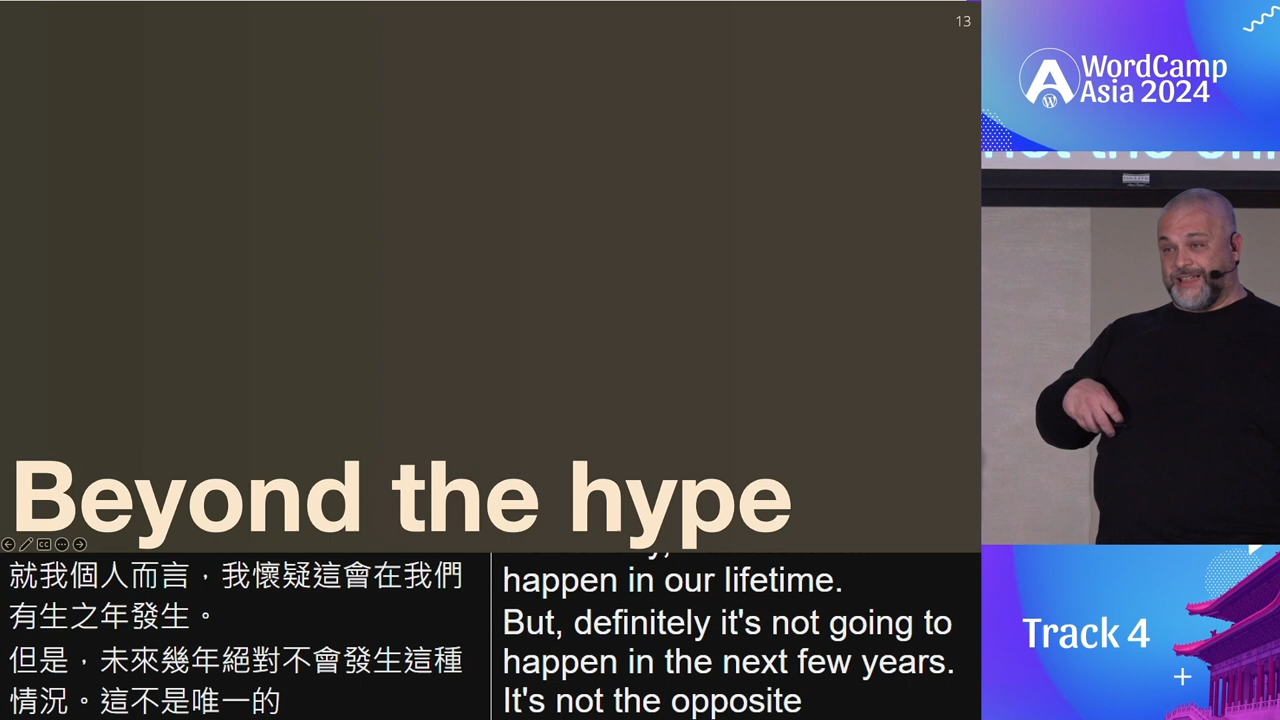 13
Beyond the hype
就我個人而言，我懷疑這會在我們
有生之年發生。
但是，未來幾年絕對不會發生這種
情況。這不是唯一的
happen in our lifetime.
But, definitely it's not going to
happen in the next few years.
It's not the opposite
WordCamp
Asia 2024
Track 4